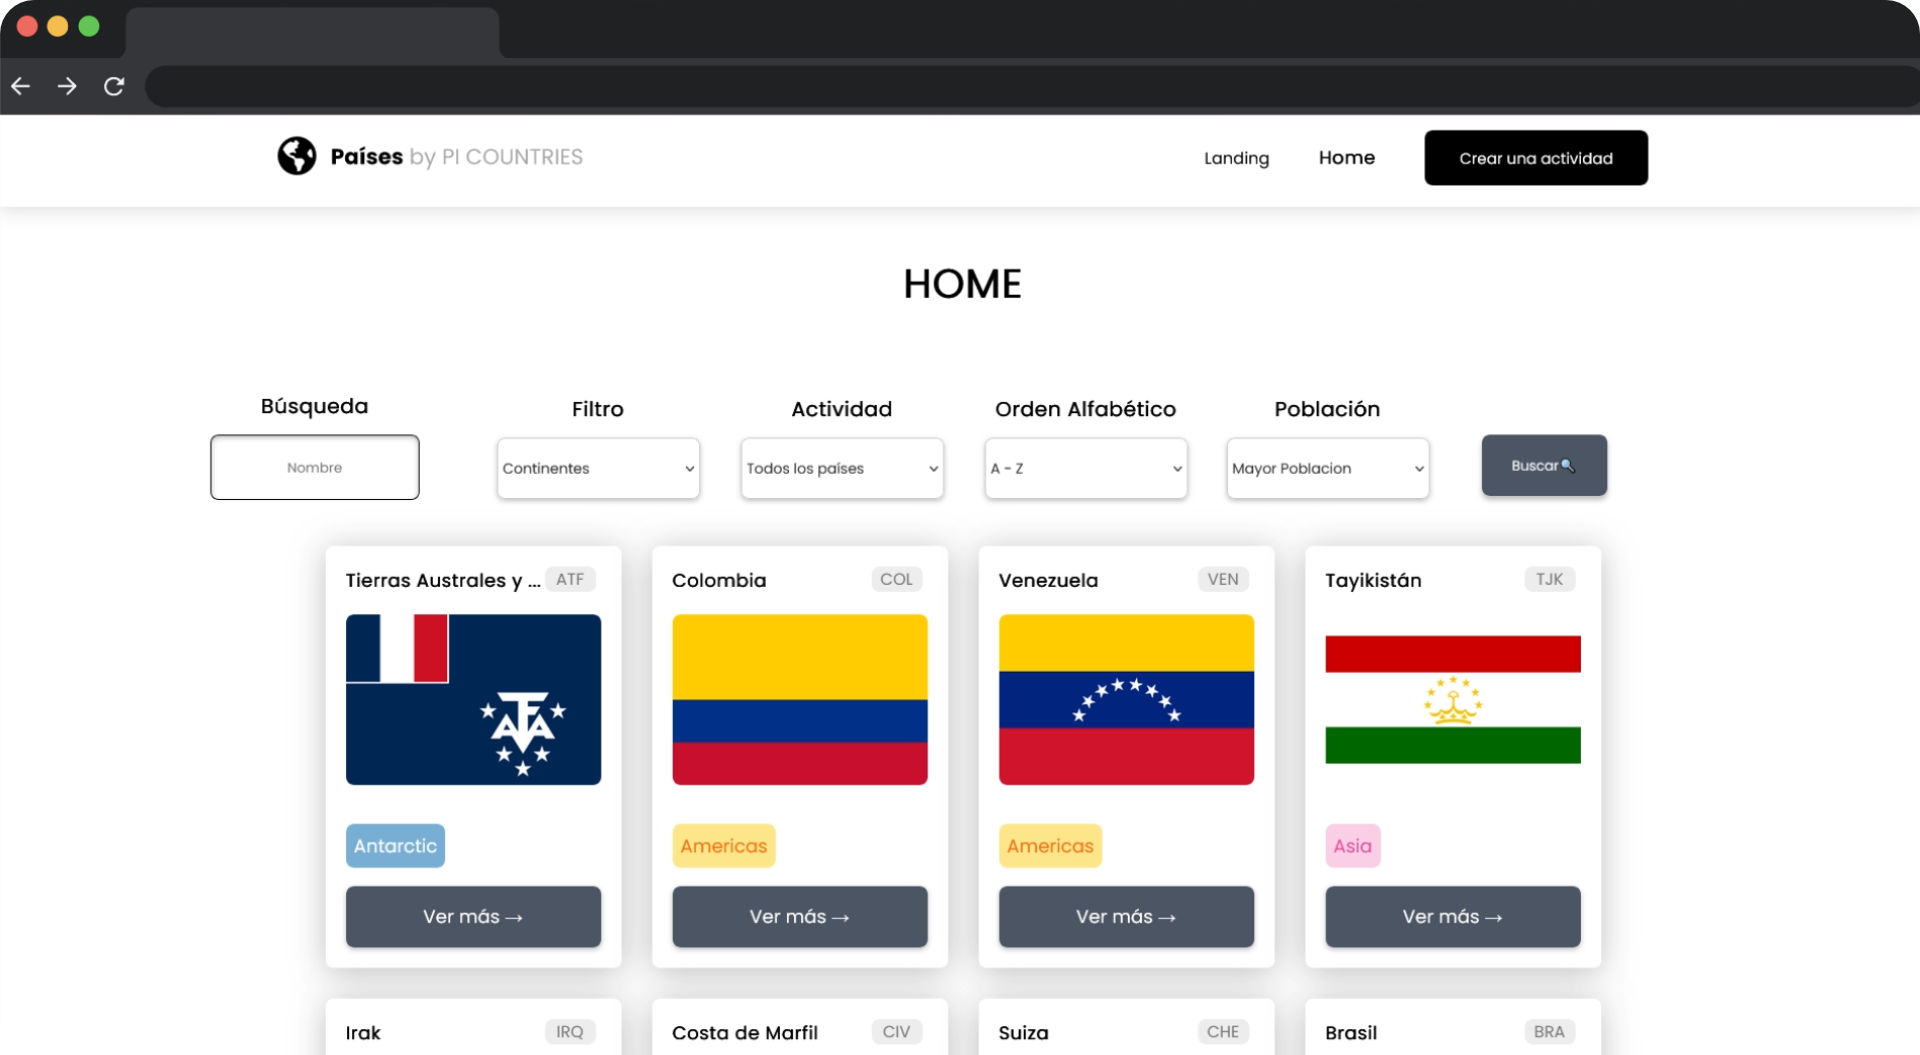 Países by PI COUNTRIES
Landing
Home
Crear una actividad
HOME
Búsqueda
Filtro
Actividad
Orden Alfabético
Población
Nombre
Continentes
Todos los países
A - Z
Mayor Poblacion
Buscar🔍
Tierras Australes y ...
ATF
Colombia
COL
Venezuela
VEN
Tayikistán
TJK
Antarctic
Americas
Americas
Asia
Ver más →
Ver más →
Ver más →
Ver más →
Irak
IRQ
Costa de Marfil
CIV
Suiza
CHE
Brasil
BRA